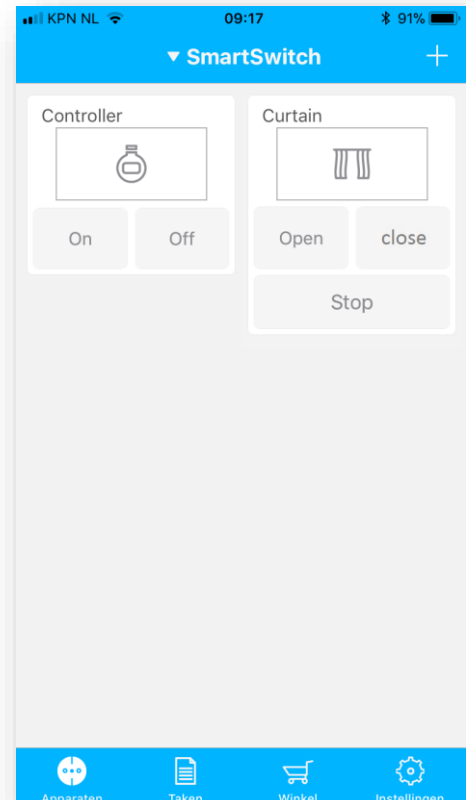 KPN NL 09:17 91%
SmartSwitch
Controller
On Off
Curtain
Open close
Stop
Apparaten Taken Winkel Instellingen